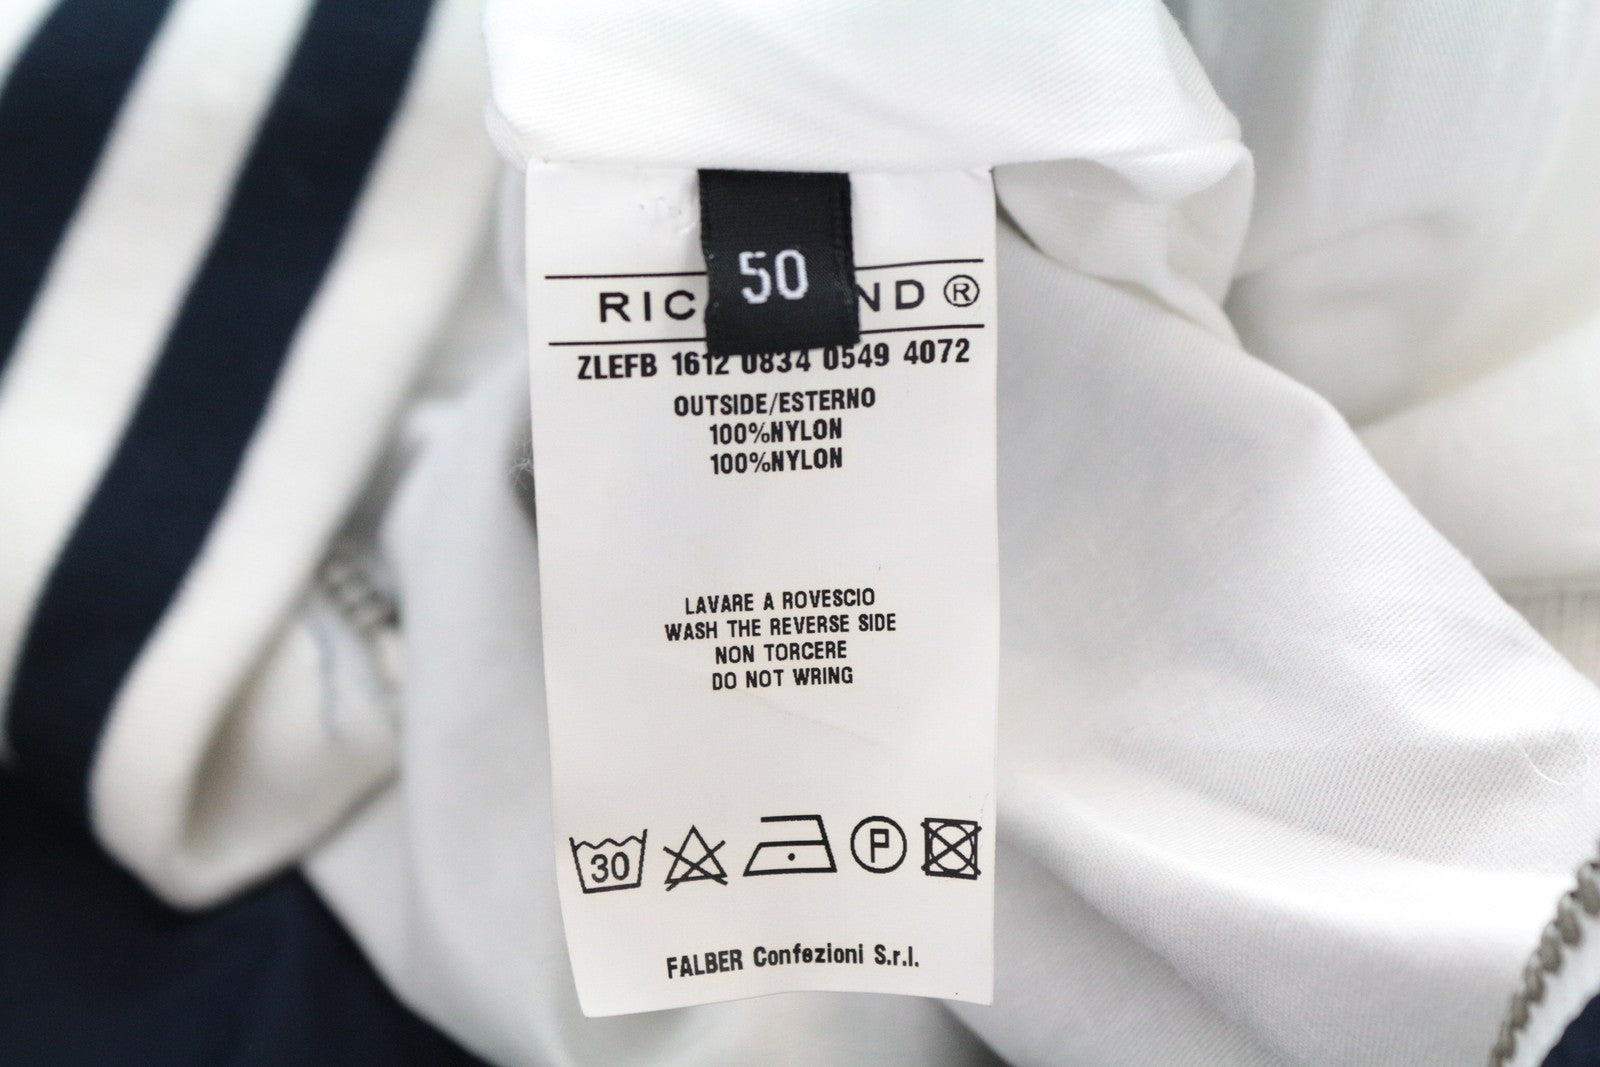 50
ND ®
ZLEFB 1612 0834 0549 4072
OUTSIDE/ESTERNO
100%NYLON
100%NYLON
LAVARE A ROVESCIO
WASH THE REVERSE SIDE
NON TORCERE
DO NOT WRING
30 P
FALBER Confezioni S.r.l.